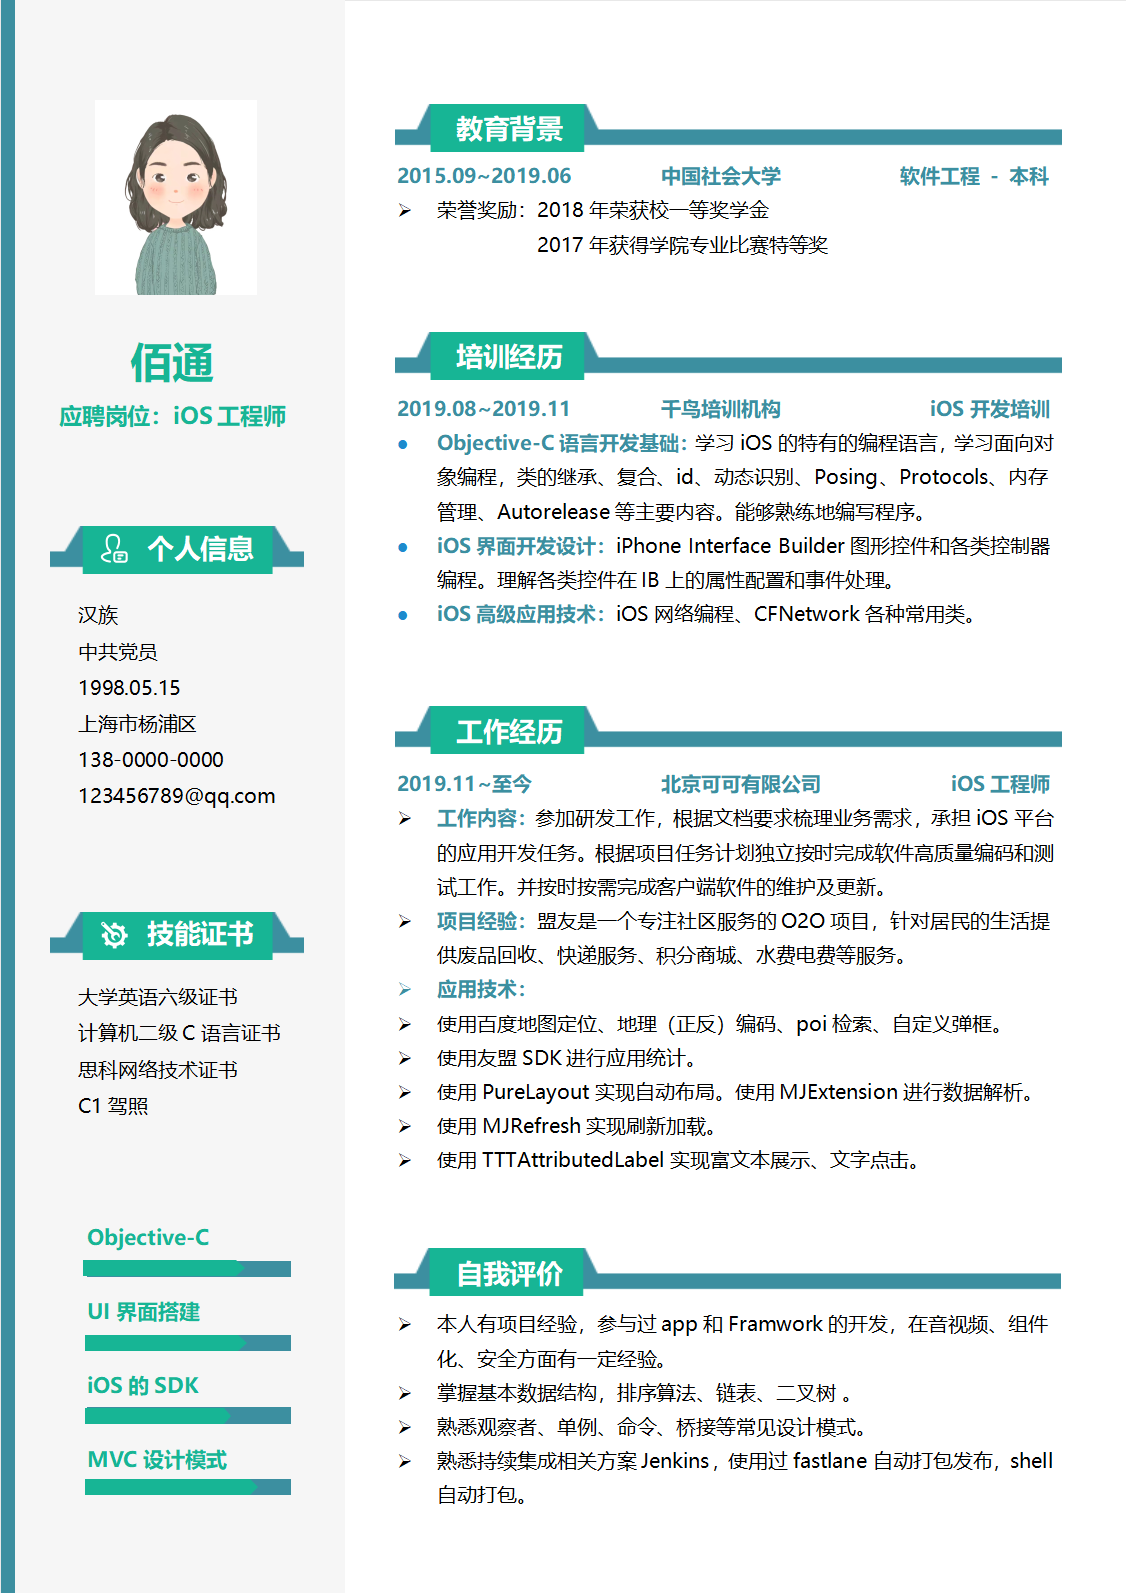 佰通
应聘岗位：iOS 工程师
个人信息
汉族
中共党员
1998.05.15
上海市杨浦区
138-0000-0000
123456789@qq.com
技能证书
大学英语六级证书
计算机二级 C 语言证书
思科网络技术证书
C1 驾照
Objective-C
UI 界面搭建
iOS 的 SDK
MVC 设计模式
教育背景
2015.09~2019.06 中国社会大学 软件工程 - 本科
荣誉奖励：2018 年荣获校一等奖学金
2017 年获得学院专业比赛特等奖
培训经历
2019.08~2019.11 千鸟培训机构 iOS 开发培训
Objective-C 语言开发基础：学习 iOS 的特有的编程语言，学习面向对
象编程，类的继承、复合、id、动态识别、Posing、Protocols、内存
管理、Autorelease 等主要内容。能够熟练地编写程序。
iOS 界面开发设计：iPhone Interface Builder 图形控件和各类控制器
编程。理解各类控件在 IB 上的属性配置和事件处理。
iOS 高级应用技术：iOS 网络编程、CFNetwork 各种常用类。
工作经历
2019.11~至今 北京可可有限公司 iOS 工程师
工作内容：参加研发工作，根据文档要求梳理业务需求，承担 iOS 平台
的应用开发任务。根据项目任务计划独立按时完成软件高质量编码和测
试工作。并按时按需完成客户端软件的维护及更新。
项目经验：盟友是一个专注社区服务的 O2O 项目，针对居民的生活提
供废品回收、快递服务、积分商城、水费电费等服务。
应用技术：
使用百度地图定位、地理（正反）编码、poi 检索、自定义弹框。
使用友盟 SDK 进行应用统计。
使用 PureLayout 实现自动布局。使用 MJExtension 进行数据解析。
使用 MJRefresh 实现刷新加载。
使用 TTTAttributedLabel 实现富文本展示、文字点击。
自我评价
本人有项目经验，参与过 app 和 Framwork 的开发，在音视频、组件
化、安全方面有一定经验。
掌握基本数据结构，排序算法、链表、二叉树 。
熟悉观察者、单例、命令、桥接等常见设计模式。
熟悉持续集成相关方案 Jenkins，使用过 fastlane 自动打包发布，shell
自动打包。